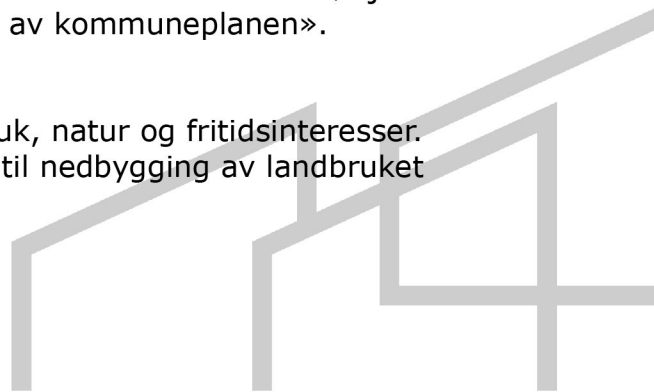 av kommuneplanen».
uk, natur og fritidsinteresser.
til nedbygging av landbruket